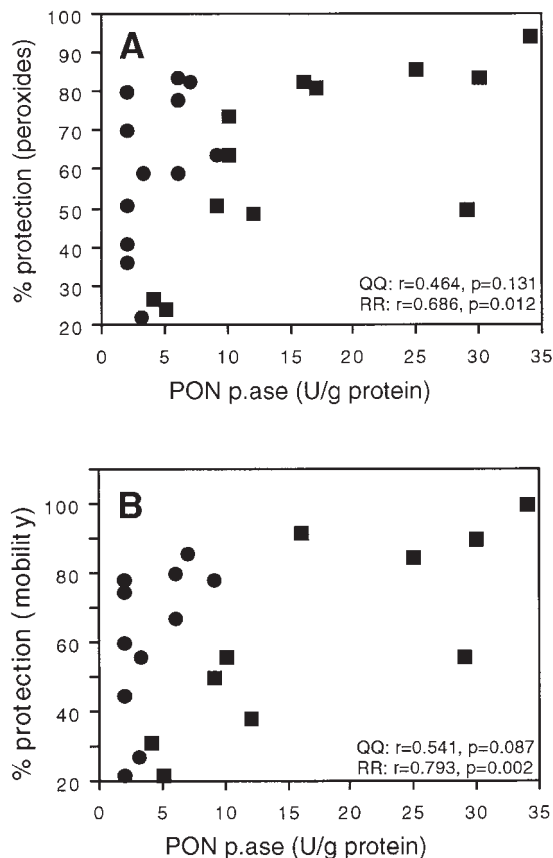 A
% protection (peroxides)
100
90
80
70
60
50
40
30
20
QQ: r=0.464, p=0.131
RR: r=0.686, p=0.012
0 5 10 15 20 25 30 35
PON p.ase (U/g protein)
B
% protection (mobility)
100
80
60
40
20
QQ: r=0.541, p=0.087
RR: r=0.793, p=0.002
0 5 10 15 20 25 30 35
PON p.ase (U/g protein)